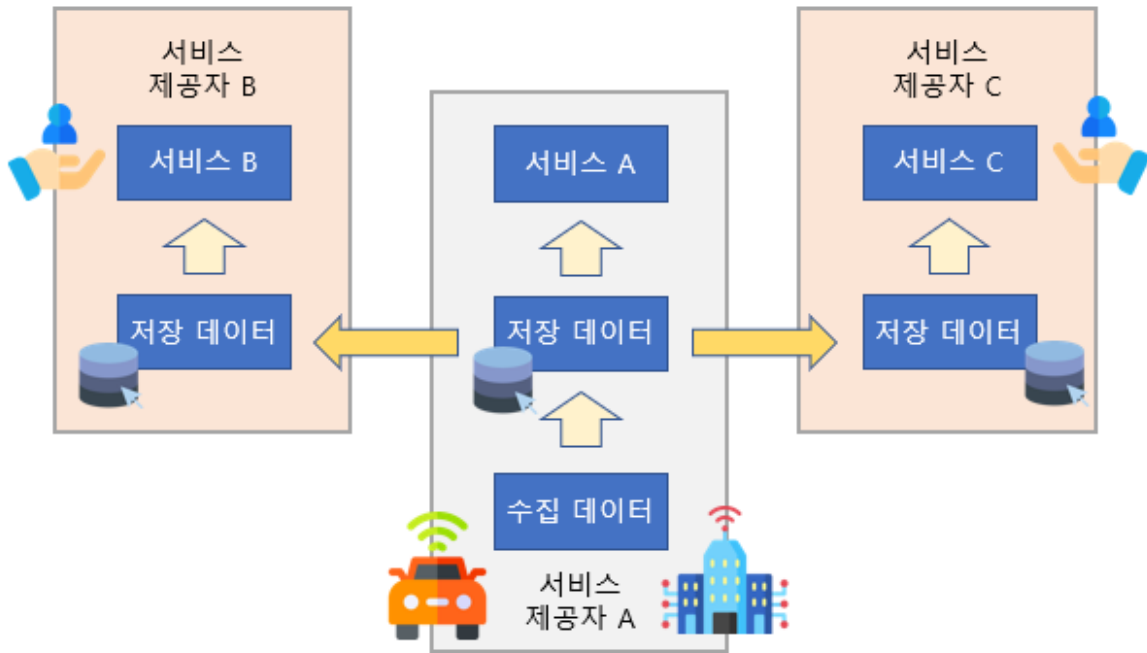 서비스
제공자 B
서비스 B
저장 데이터
서비스 A
저장 데이터
수집 데이터
서비스
제공자 A
서비스
제공자 C
서비스 C
저장 데이터